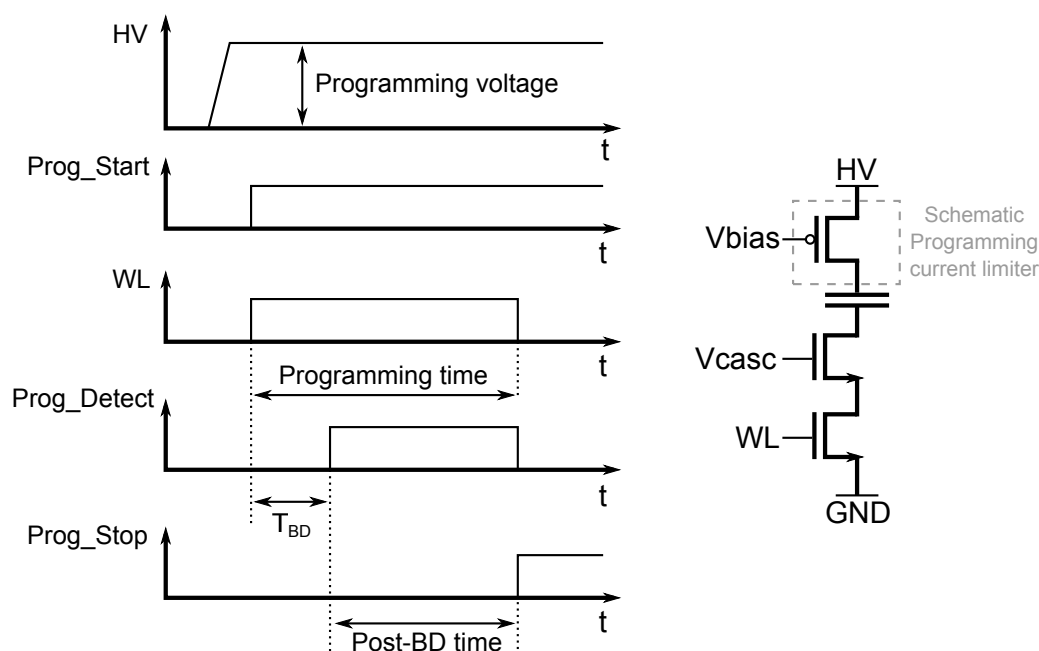 HV
Programming voltage
t
Prog_Start
t
WL
t
Programming time
Prog_Detect
t
TBD
Prog_Stop
t
Post-BD time
HV
Schematic
Programming
current limiter
Vbias
Vcasc
WL
GND